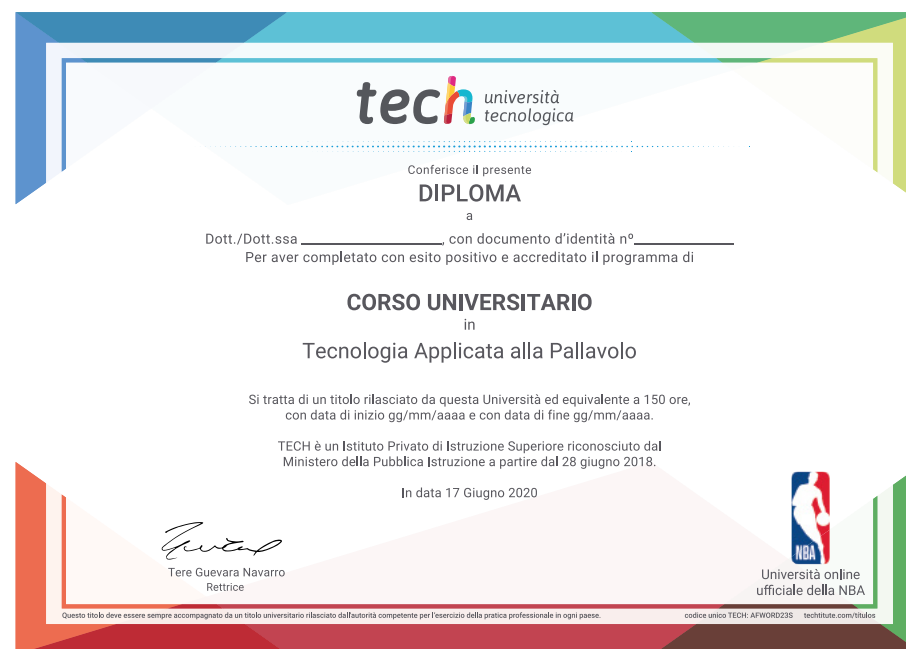 tech università
tecnologica
Conferisce il presente
DIPLOMA
a
Dott./Dott.ssa ____________________, con documento d'identità nº______________
Per aver completato con esito positivo e accreditato il programma di
CORSO UNIVERSITARIO
in
Tecnologia Applicata alla Pallavolo
Si tratta di un titolo rilasciato da questa Università ed equivalente a 150 ore,
con data di inizio gg/mm/aaaa e con data di fine gg/mm/aaaa.
TECH è un Istituto Privato di Istruzione Superiore riconosciuto dal
Ministero della Pubblica Istruzione a partire dal 28 giugno 2018.
In data 17 Giugno 2020
Tere Guevara Navarro
Rettrice
NBA
Università online
ufficiale della NBA
Questo titolo deve essere sempre accompagnato da un titolo universitario rilasciato dall'autorità competente per l'esercizio della pratica professionale in ogni paese.
codice unico TECH: AFWORD23S techtitute.com/titulos